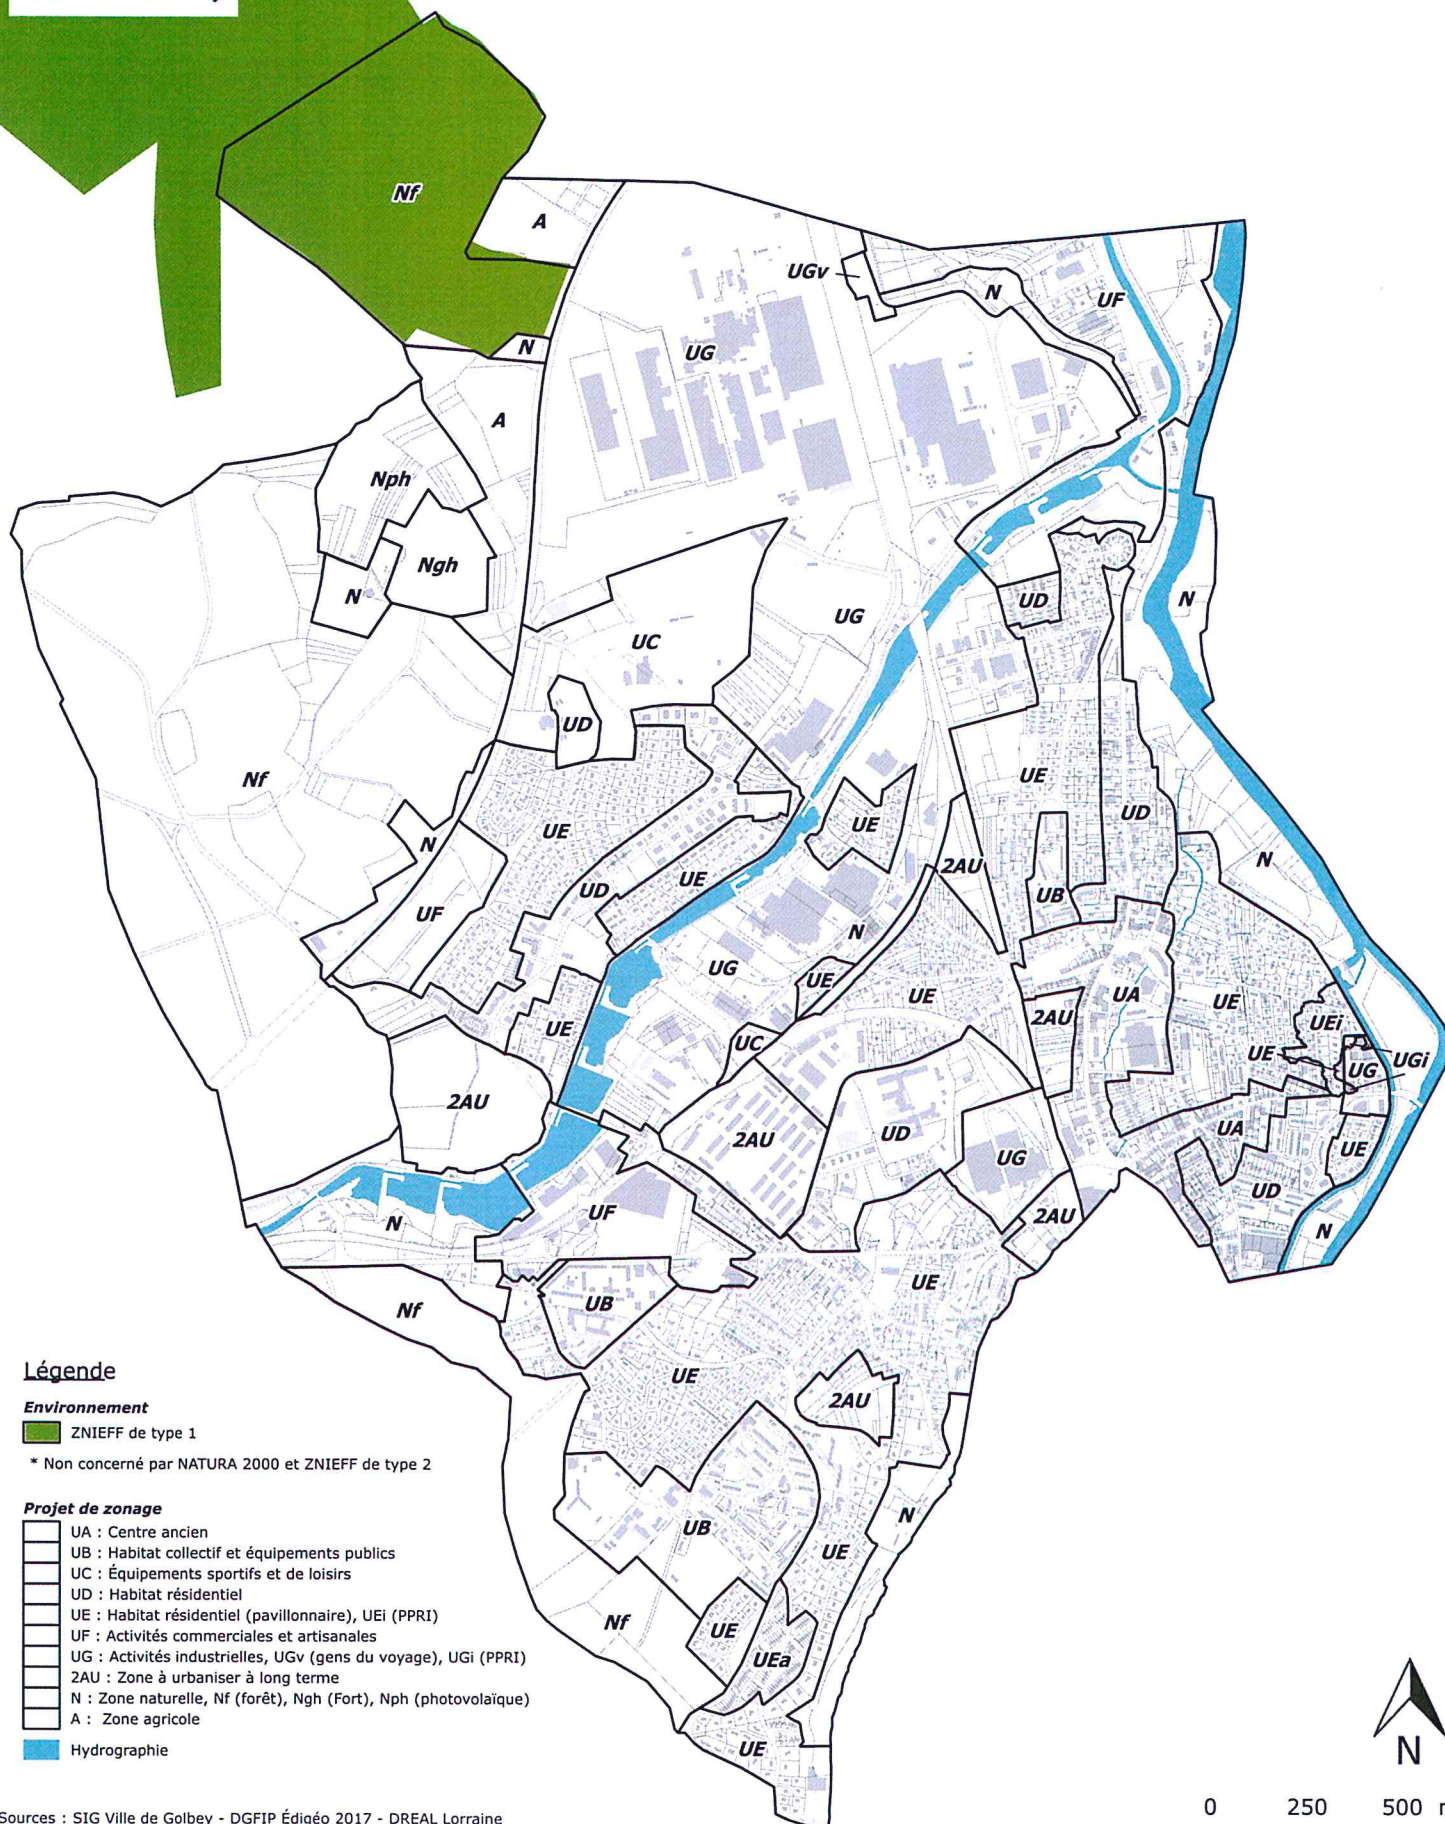 Nf
A
UGv
N
UF
UG
N
A
Nph
Ngh
N
UD
N
UC
UG
UD
Nf
UE
UE
UE
UD
N
2AU
UD
UE
UB
N
UF
N
UG
UE
UE
UA
UE
2AU
UEi
UE
UC
UE
UG
UGi
2AU
2AU
UD
UG
UA
UE
UD
UF
2AU
N
N
UE
UB
Nf
UE
2AU
N
UB
UE
Nf
UE
UEa
UE
Légende
Environnement
ZNIEFF de type 1
* Non concerné par NATURA 2000 et ZNIEFF de type 2
Projet de zonage
UA : Centre ancien
UB : Habitat collectif et équipements publics
UC : Équipements sportifs et de loisirs
UD : Habitat résidentiel
UE : Habitat résidentiel (pavillonnaire), UEi (PPRI)
UF : Activités commerciales et artisanales
UG : Activités industrielles, UGv (gens du voyage), UGi (PPRI)
2AU : Zone à urbaniser à long terme
N : Zone naturelle, Nf (forêt), Ngh (Fort), Nph (photovolaïque)
A : Zone agricole
Hydrographie
N
0 250 500
Sources : SIG Ville de Golbey - DGFIP Édigéo 2017 - DREAL Lorraine